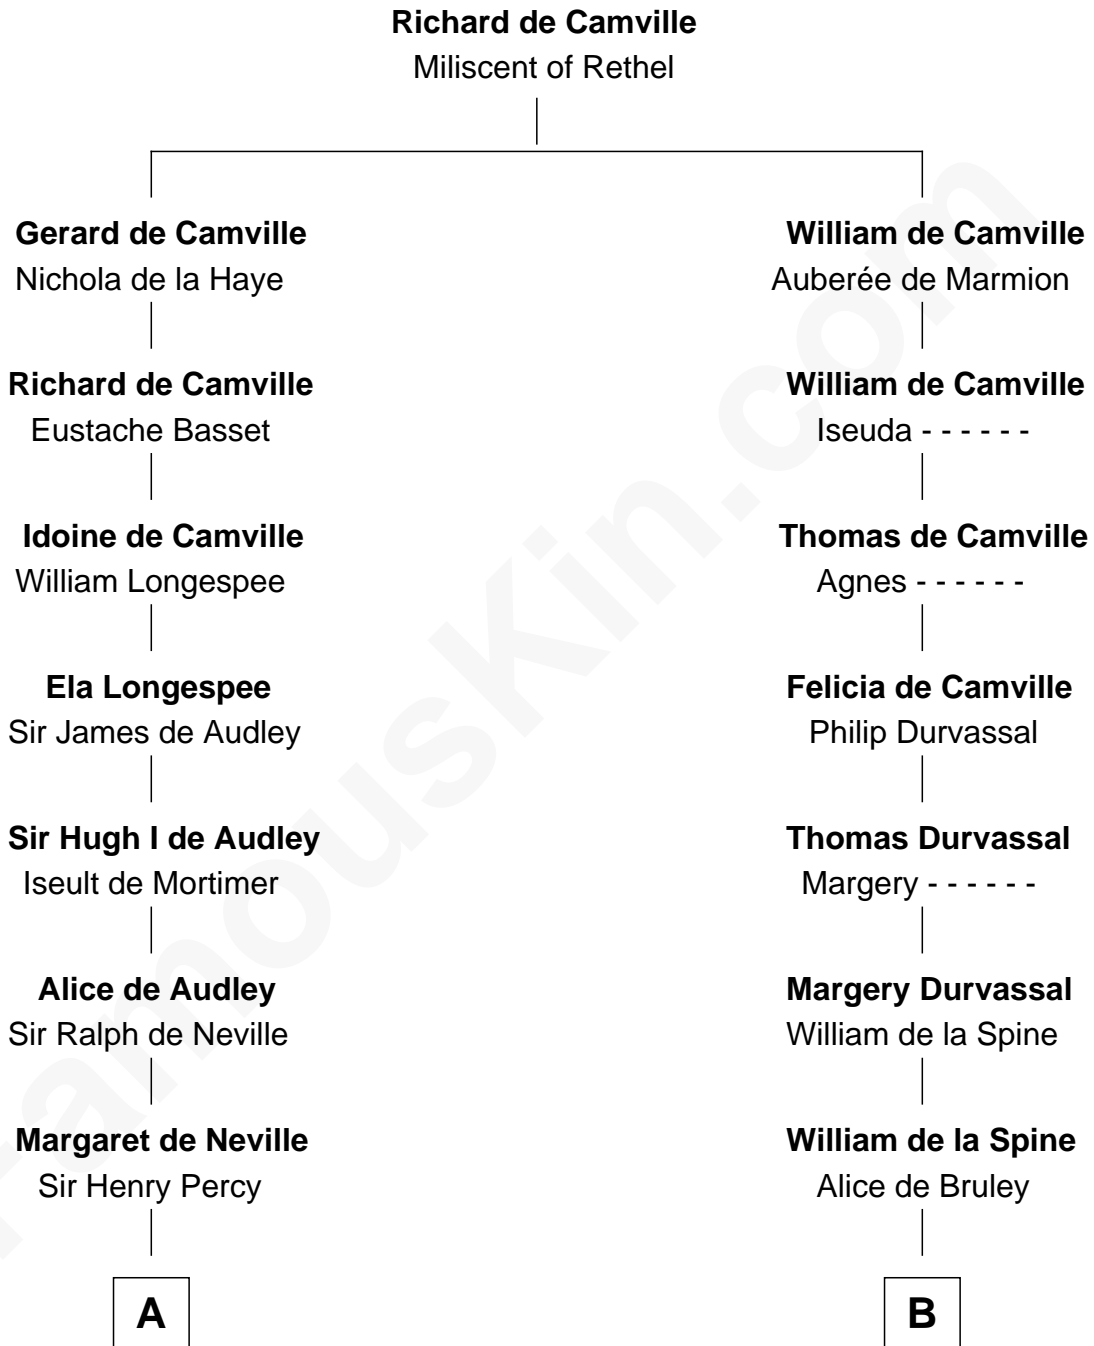 Richard de Camville
Miliscent of Rethel
Gerard de Camville
Nichola de la Haye
William de Camville
Auberée de Marmion
Richard de Camville
Eustache Basset
William de Camville
Iseuda - - - - - -
Idoine de Camville
William Longespee
Thomas de Camville
Agnes - - - - - -
Ela Longespee
Sir James de Audley
Felicia de Camville
Philip Durvassal
Sir Hugh I de Audley
Iseult de Mortimer
Thomas Durvassal
Margery - - - - - -
Alice de Audley
Sir Ralph de Neville
Margery Durvassal
William de la Spine
Margaret de Neville
Sir Henry Percy
William de la Spine
Alice de Bruley
A
B
FamousKin.com